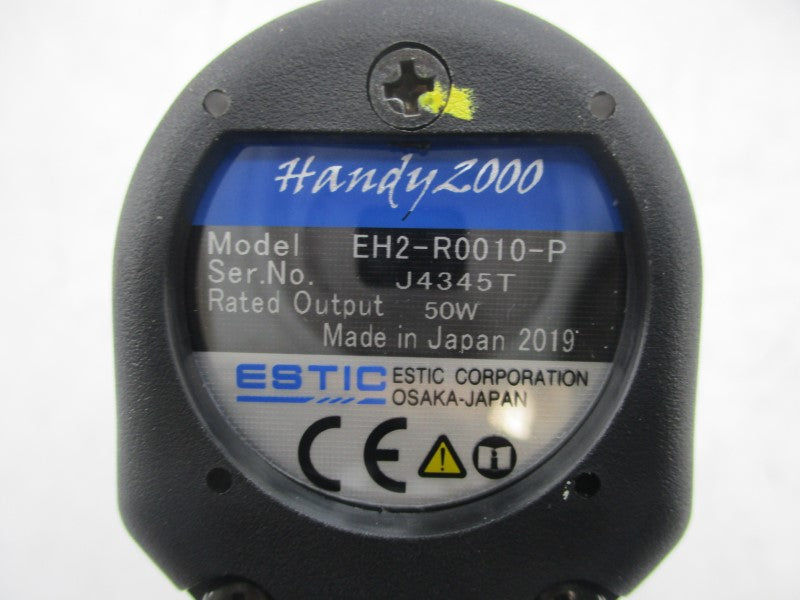 Handy2000
Model EH2-R0010-P
Ser.No. J4345T
Rated Output 50W
Made in Japan 2019
ESTIC ESTIC CORPORATION
OSAKA-JAPAN
CE